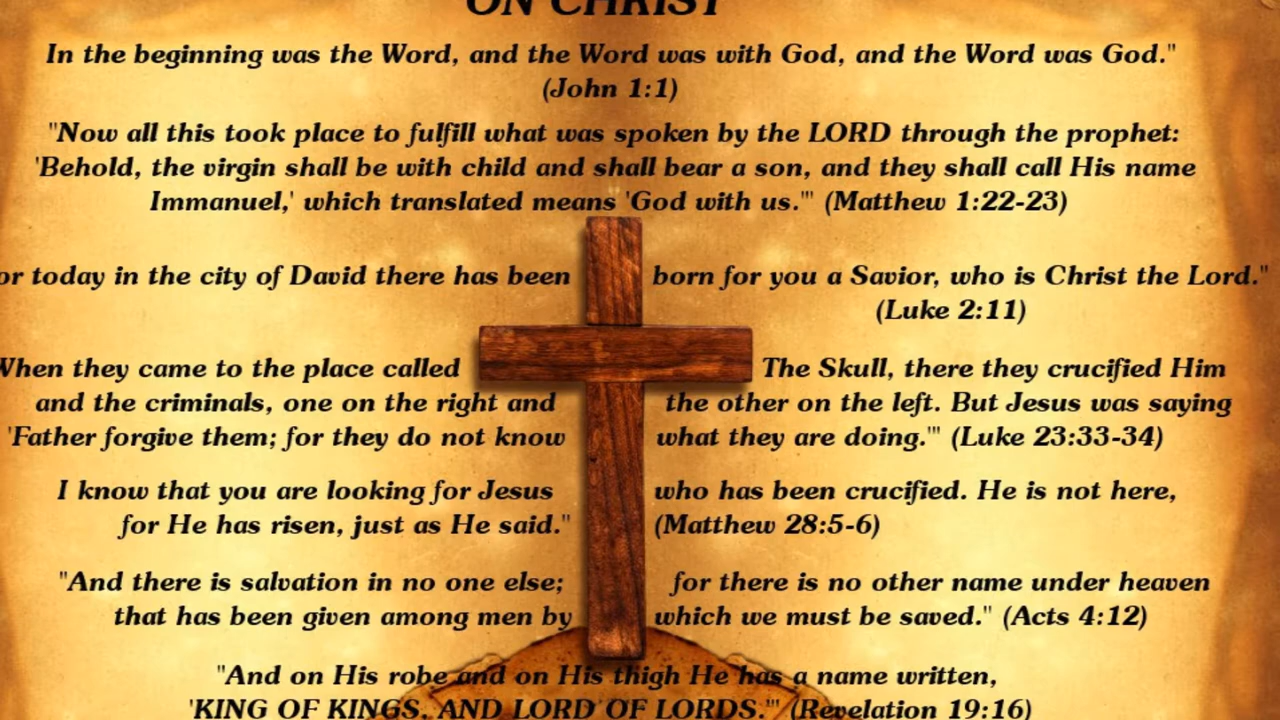 ON CHRIST
In the beginning was the Word, and the Word was with God, and the Word was God."
(John 1:1)
"Now all this took place to fulfill what was spoken by the LORD through the prophet:
'Behold, the virgin shall be with child and shall bear a son, and they shall call His name
Immanuel,' which translated means 'God with us.'" (Matthew 1:22-23)
or today in the city of David there has been born for you a Savior, who is Christ the Lord."
(Luke 2:11)
When they came to the place called The Skull, there they crucified Him
and the criminals, one on the right and the other on the left. But Jesus was saying
'Father forgive them; for they do not know what they are doing.'" (Luke 23:33-34)
I know that you are looking for Jesus who has been crucified. He is not here,
for He has risen, just as He said." (Matthew 28:5-6)
"And there is salvation in no one else; for there is no other name under heaven
that has been given among men by which we must be saved." (Acts 4:12)
"And on His robe and on His thigh He has a name written,
'KING OF KINGS, AND LORD OF LORDS.'" (Revelation 19:16)